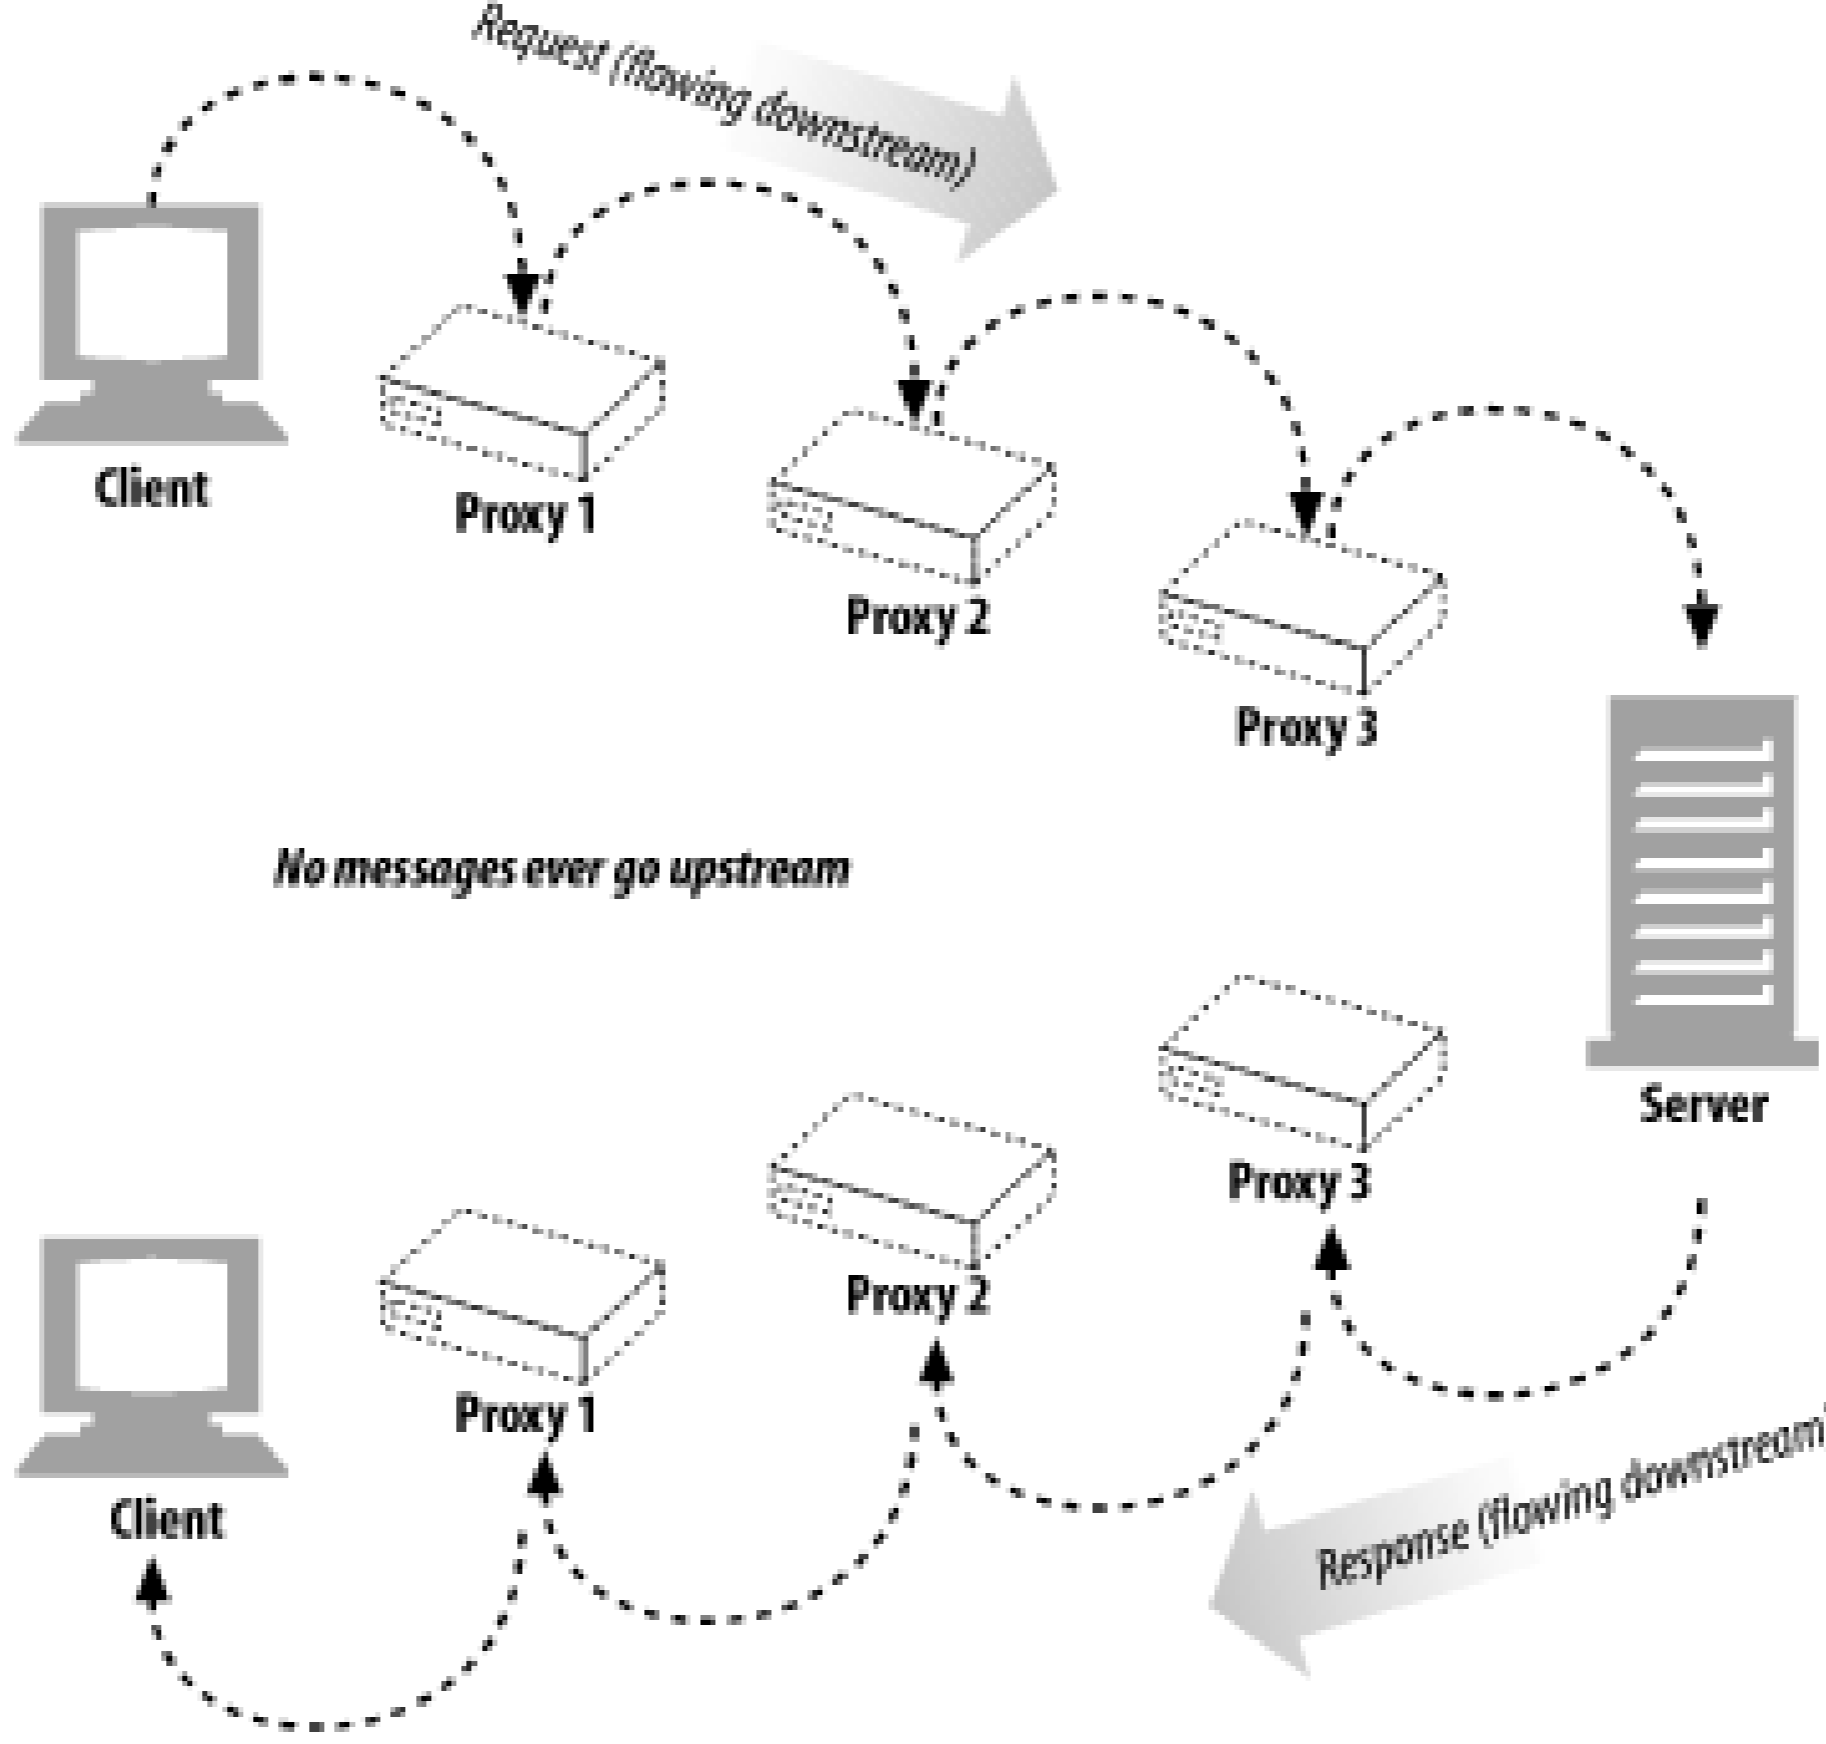 Request (flowing downstream)
Client
Proxy 1
Proxy 2
Proxy 3
No messages ever go upstream
Server
Proxy 3
Proxy 2
Proxy 1
Client
Response (flowing downstream)